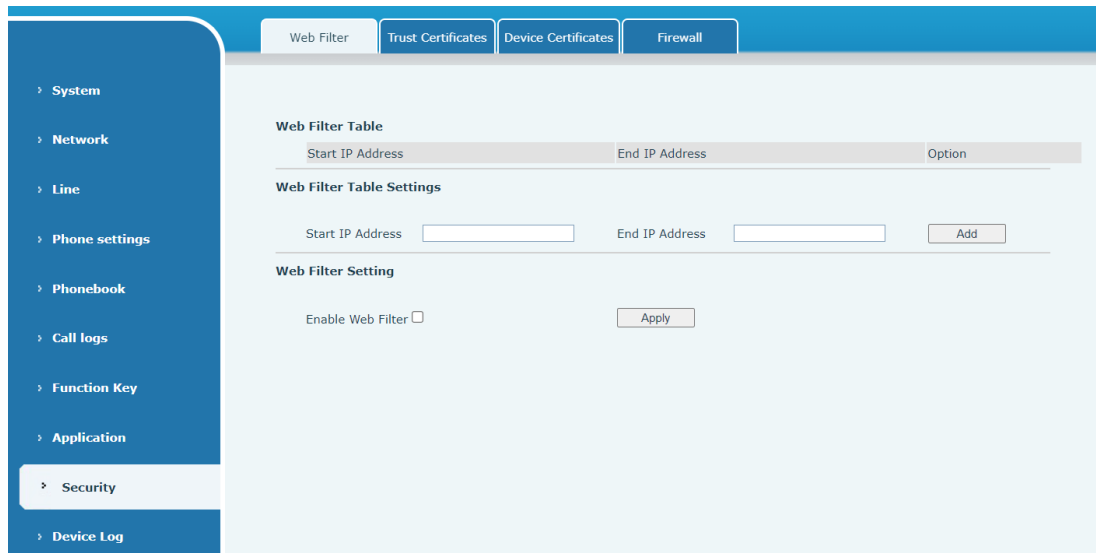 Web Filter Trust Certificates Device Certificates Firewall
System
Network
Line
Phone settings
Phonebook
Call logs
Function Key
Application
Security
Device Log
Web Filter Table
Start IP Address End IP Address Option
Web Filter Table Settings
Start IP Address End IP Address Add
Web Filter Setting
Enable Web Filter Apply